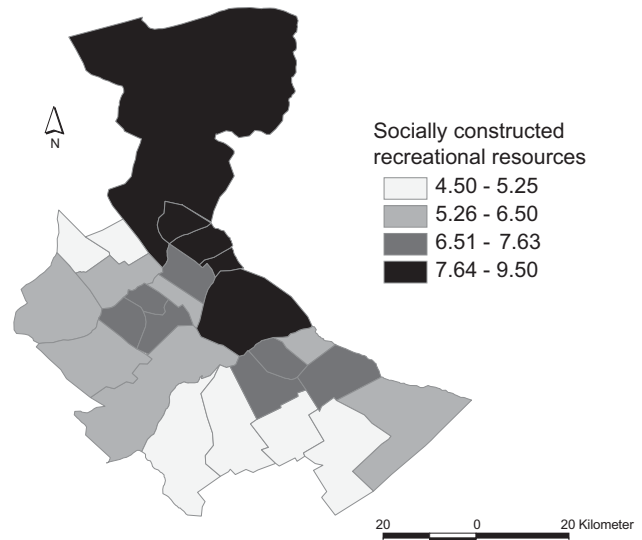 N
Socially constructed
recreational resources
4.50 - 5.25
5.26 - 6.50
6.51 - 7.63
7.64 - 9.50
20 0 20 Kilometer